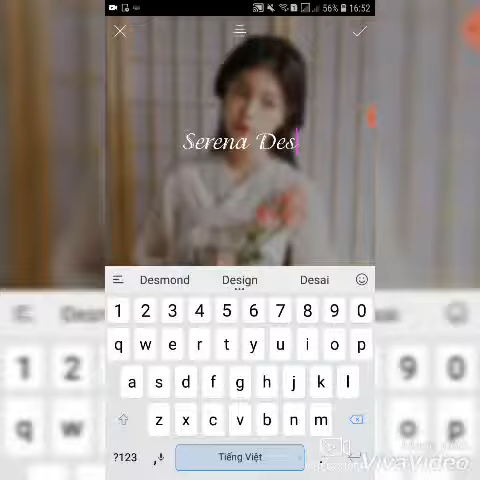 56% 16:52
Serena Des
Desmond Design Desai
1 2 3 4 5 6 7 8 9 0
q w e r t y u i o p
a s d f g h j k l
z x c v b n m
?123 , Tiếng Việt .
VivaVideo